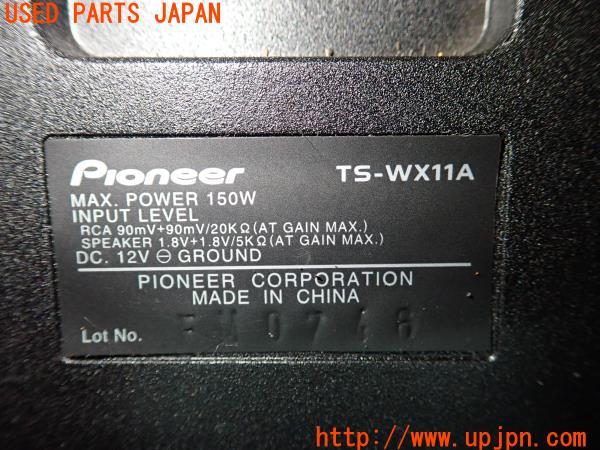 USED PARTS JAPAN
Pioneer TS-WX11A
MAX. POWER 150W
INPUT LEVEL
RCA 90mV+90mV/20KΩ(AT GAIN MAX.)
SPEAKER 1.8V+1.8V/5KΩ(AT GAIN MAX.)
DC. 12V ⊖ GROUND
PIONEER CORPORATION
MADE IN CHINA
Lot No.
http://www.upjpn.com